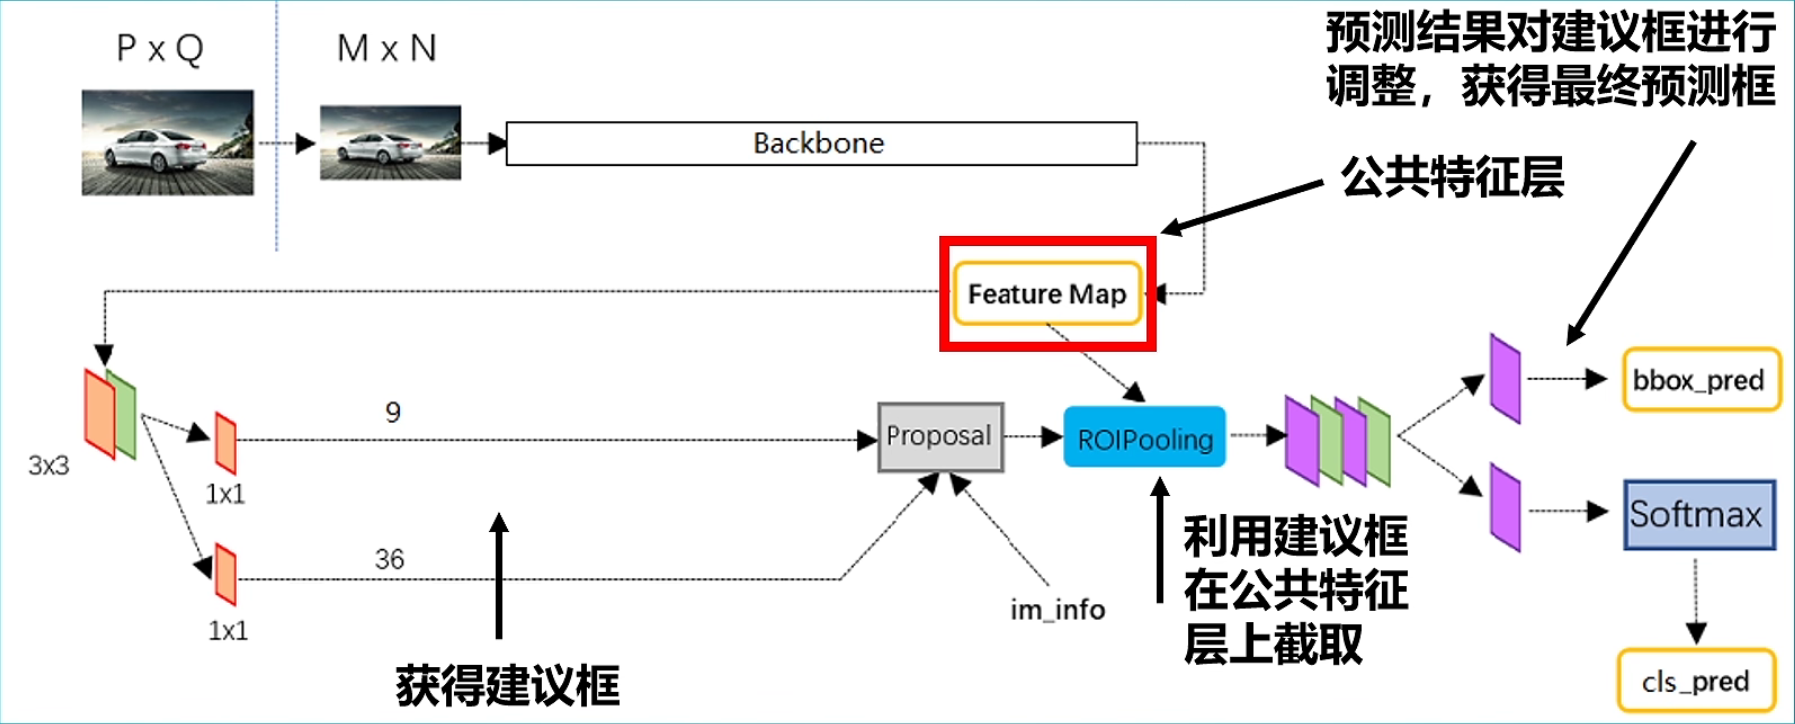 P x Q
M x N
预测结果对建议框进行
调整，获得最终预测框
Backbone
公共特征层
Feature Map
bbox_pred
9
Proposal
ROIPooling
3x3
1x1
Softmax
利用建议框
在公共特征
层上截取
36
im_info
1x1
获得建议框
cls_pred